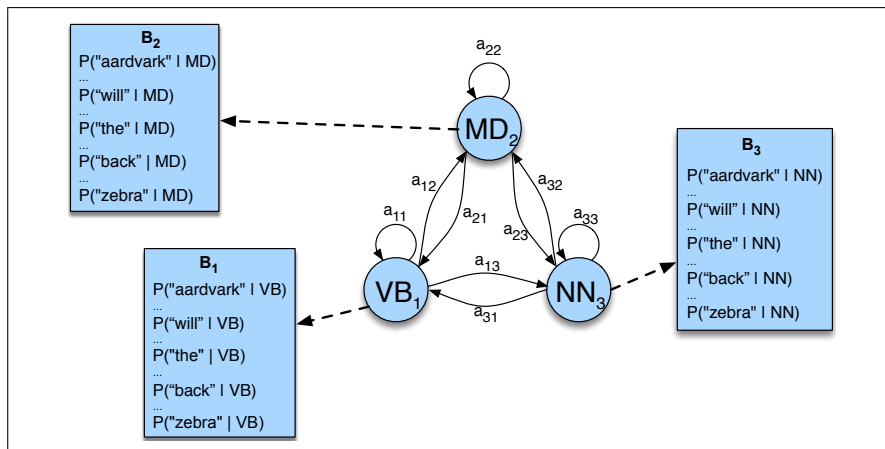 B2
P("aardvark" | MD)
...
P(“will” | MD)
...
P("the" | MD)
...
P(“back” | MD)
...
P("zebra" | MD)
a22
MD2
B3
P("aardvark" | NN)
...
P(“will” | NN)
...
P("the" | NN)
...
P(“back” | NN)
...
P("zebra" | NN)
a12
a32
a11
a21
a23
a33
B1
P("aardvark" | VB)
...
P(“will” | VB)
...
P("the" | VB)
...
P(“back” | VB)
...
P("zebra" | VB)
VB1
a13
NN3
a31